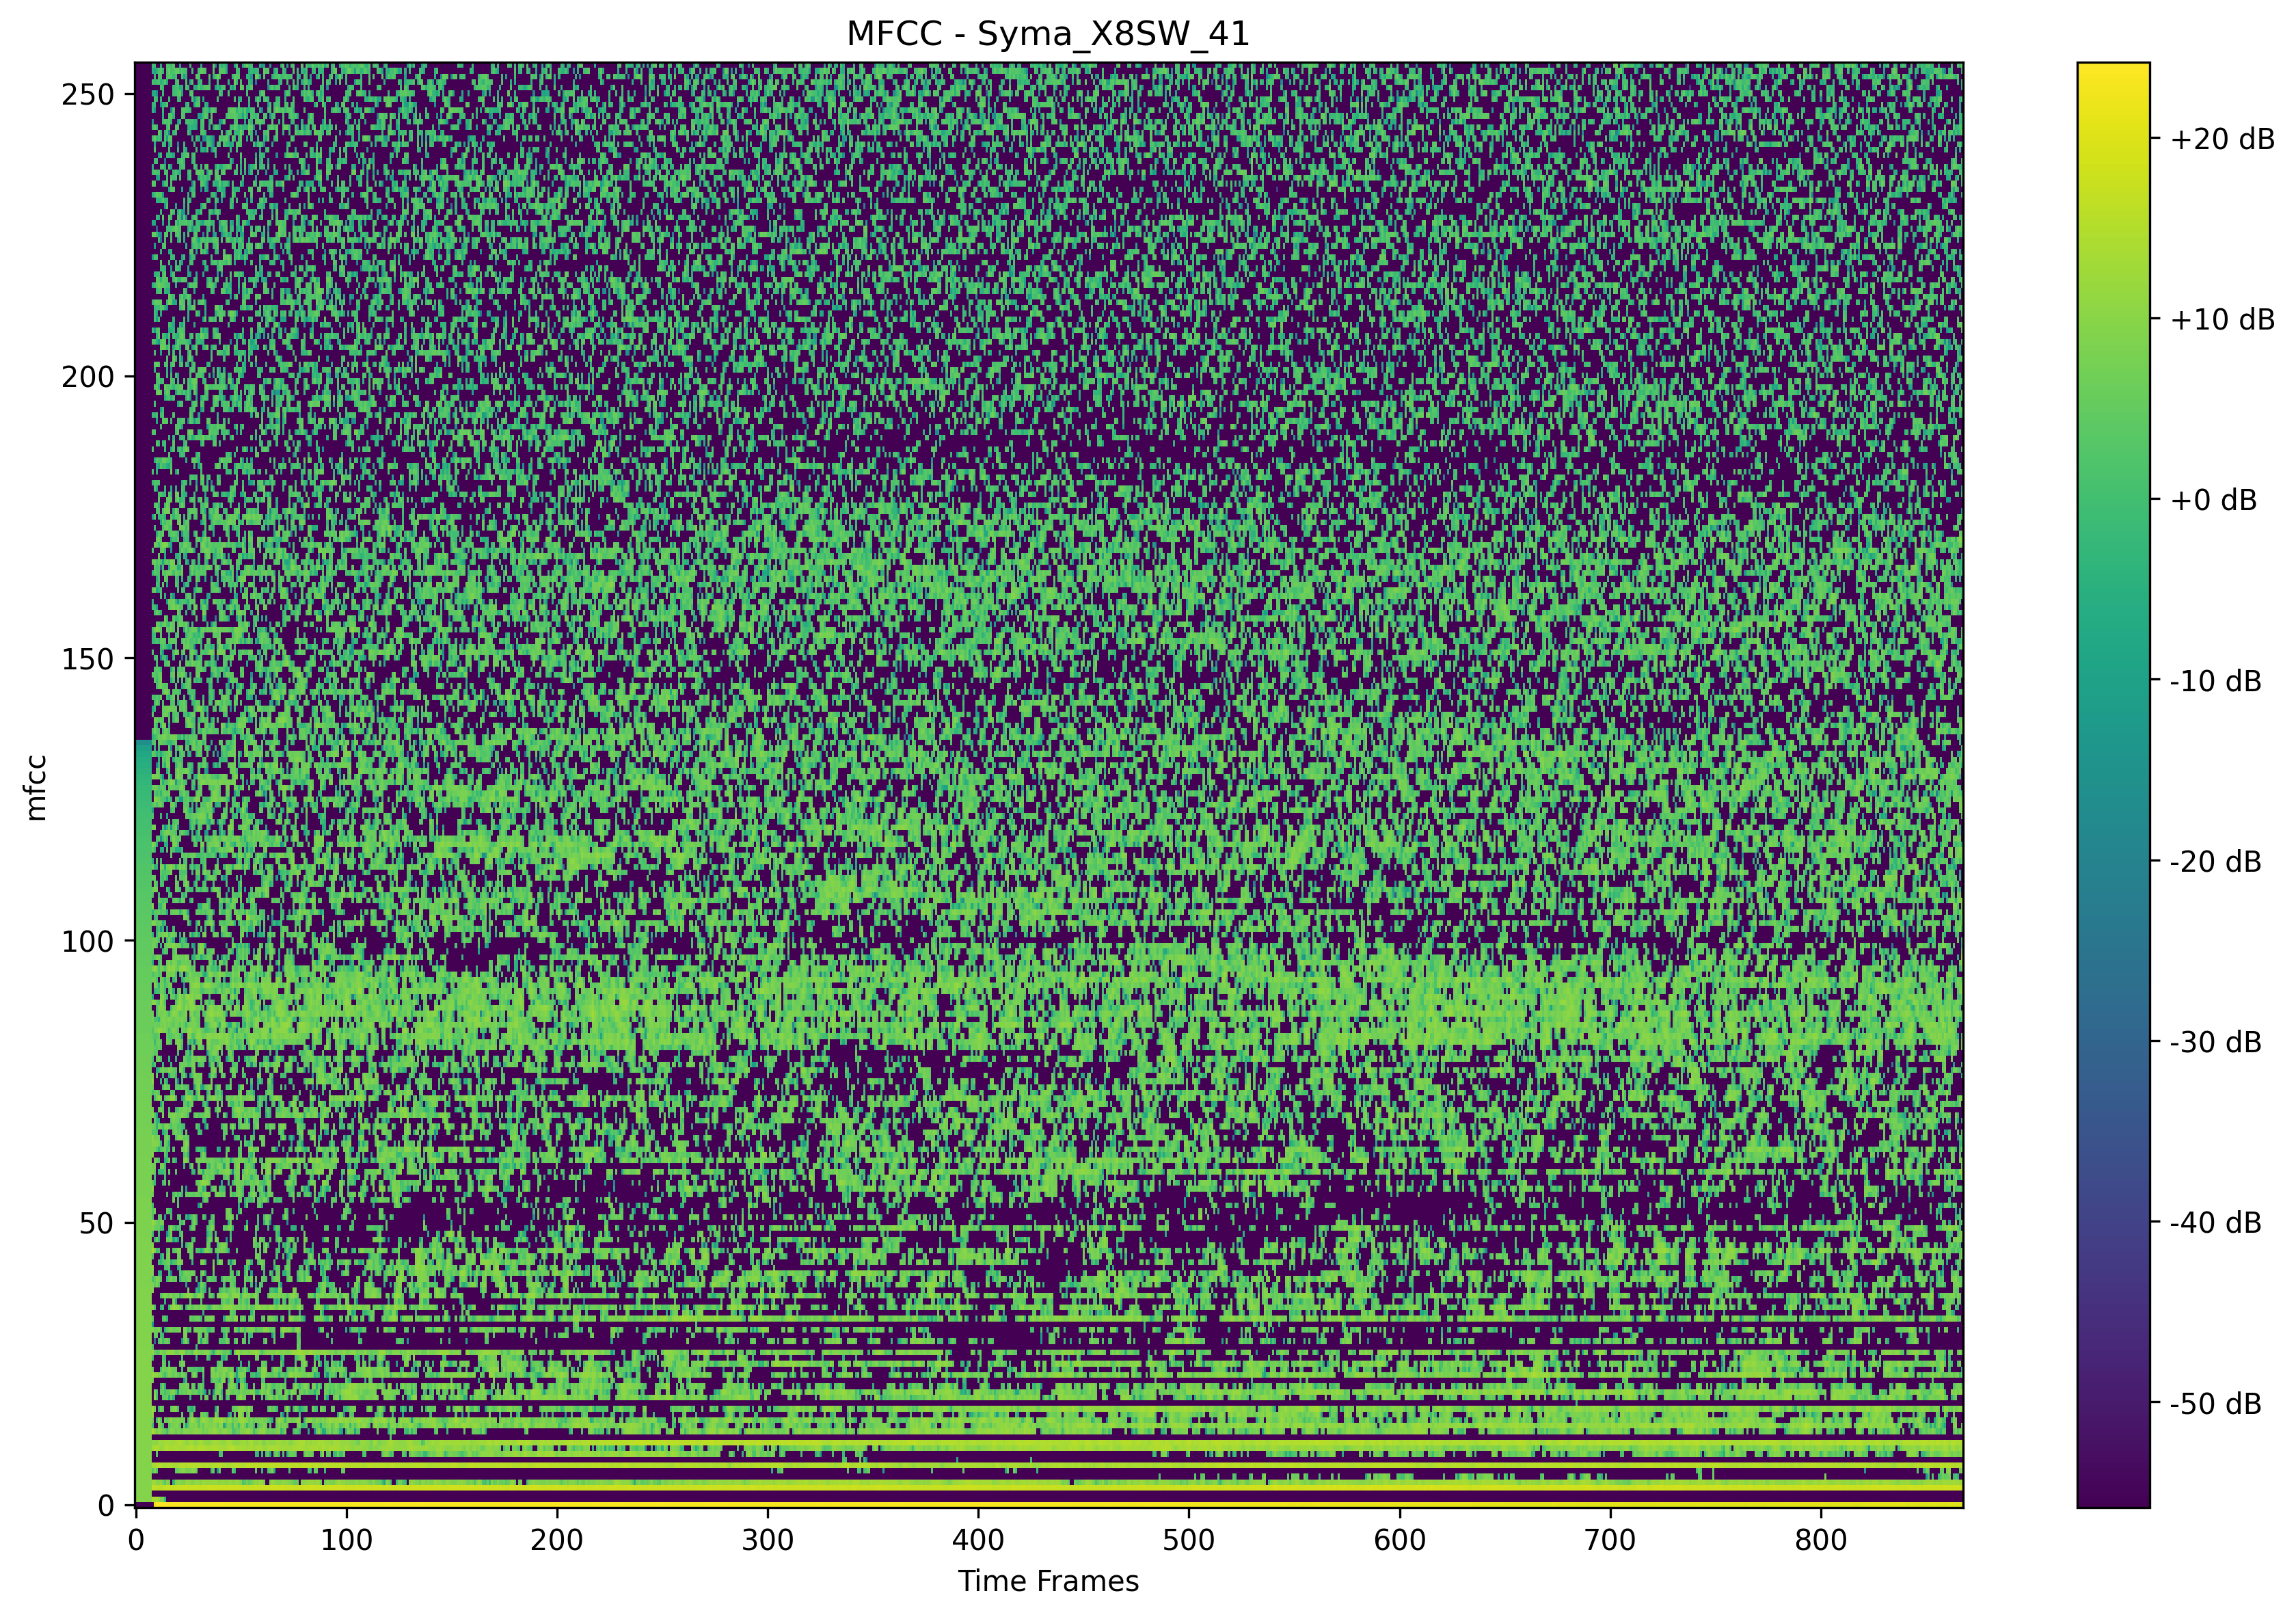 MFCC - Syma_X8SW_41
250
200
150
100
50
0
mfcc
0 100 200 300 400 500 600 700 800
Time Frames
+20 dB
+10 dB
+0 dB
-10 dB
-20 dB
-30 dB
-40 dB
-50 dB